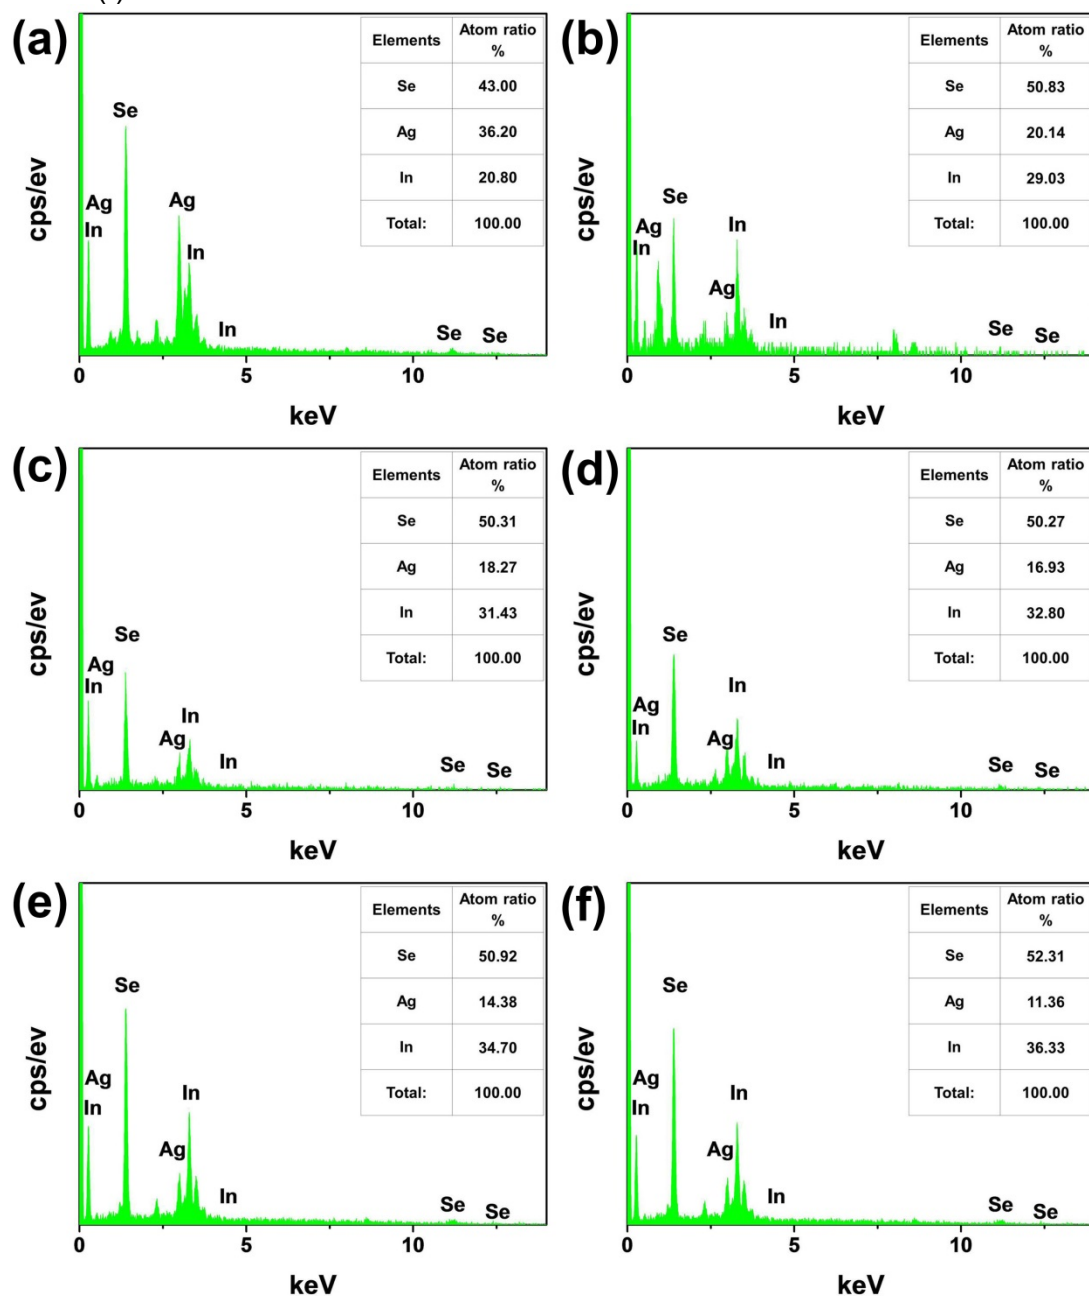 (a)
Elements Atom ratio %
Se 43.00
Ag 36.20
In 20.80
Total: 100.00
Se
Ag
In
Ag
In
In
Se
Se
cps/ev
0 5 10
keV
(b)
Elements Atom ratio %
Se 50.83
Ag 20.14
In 29.03
Total: 100.00
Se
Ag
In
In
Ag
In
Se
Se
cps/ev
0 5 10
keV
(c)
Elements Atom ratio %
Se 50.31
Ag 18.27
In 31.43
Total: 100.00
Se
Ag
In
In
Ag
In
Se
Se
cps/ev
0 5 10
keV
(d)
Elements Atom ratio %
Se 50.27
Ag 16.93
In 32.80
Total: 100.00
Se
In
Ag
In
Ag
In
Se
Se
cps/ev
0 5 10
keV
(e)
Elements Atom ratio %
Se 50.92
Ag 14.38
In 34.70
Total: 100.00
Se
Ag
In
In
Ag
In
Se
Se
cps/ev
0 5 10
keV
(f)
Elements Atom ratio %
Se 52.31
Ag 11.36
In 36.33
Total: 100.00
Se
Ag
In
In
Ag
In
Se
Se
cps/ev
0 5 10
keV